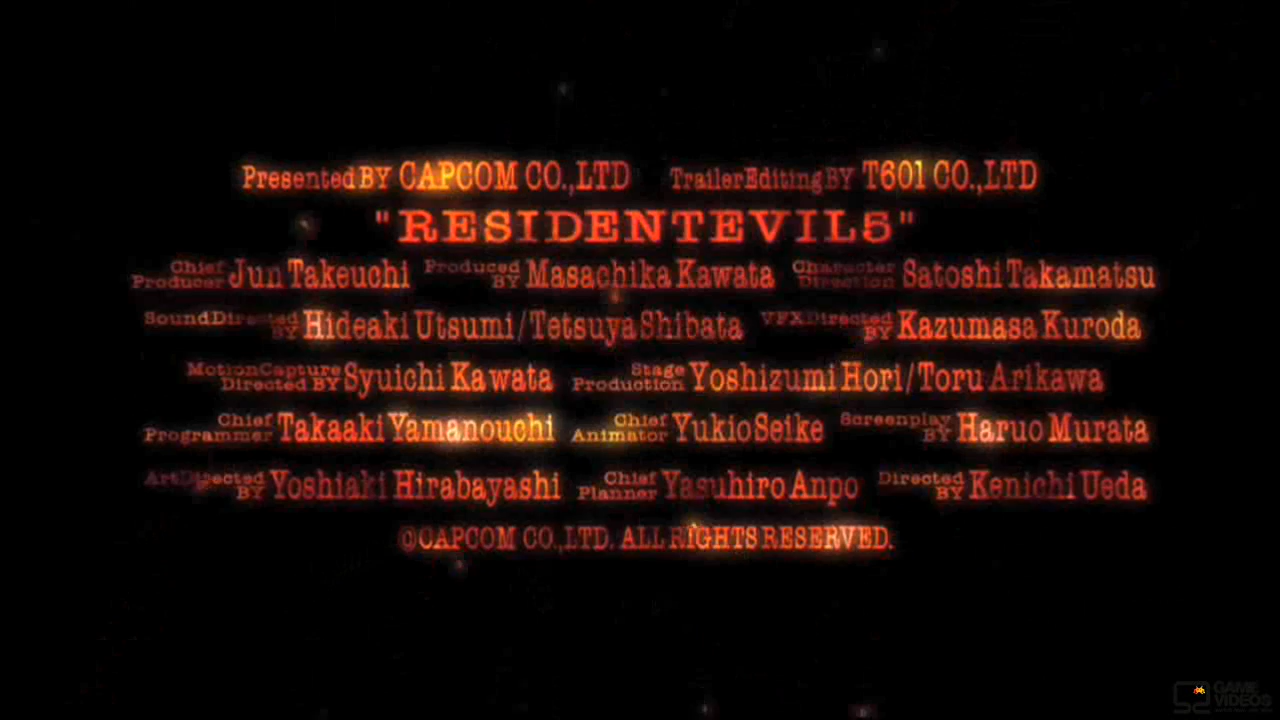 Presented BY CAPCOM CO.,LTD TrailerEditing BY T601 CO.,LTD
"RESIDENTEVIL5"
Chief Producer Jun Takeuchi Produced BY Masachika Kawata Character Direction Satoshi Takamatsu
SoundDirected BY Hideaki Utsumi/Tetsuya Shibata VFXDirected BY Kazumasa Kuroda
MotionCapture Directed BY Syuichi Kawata Stage Production Yoshizumi Hori/Toru Arikawa
Chief Programmer Takaaki Yamanouchi Chief Animator Yukio Seike Screenplay BY Haruo Murata
ArtDirected BY Yoshiaki Hirabayashi Chief Planner Yasuhiro Anpo Directed BY Kenichi Ueda
©CAPCOM CO.,LTD. ALL RIGHTS RESERVED.
GAME
VIDEOS